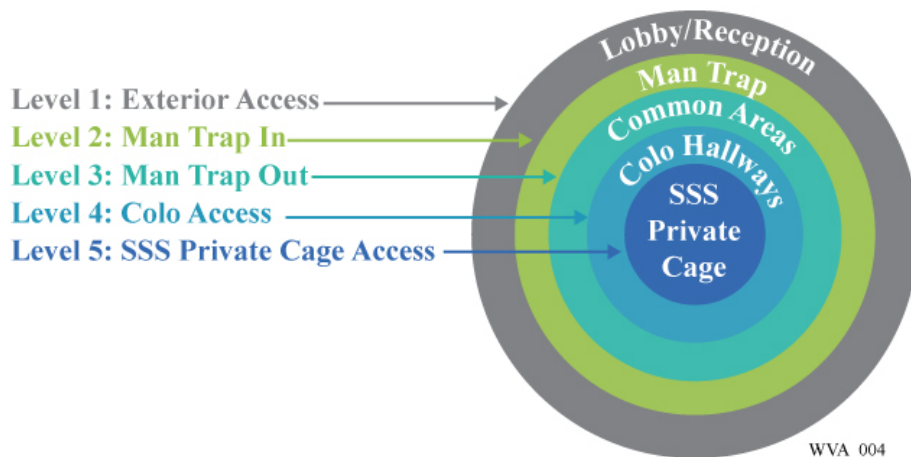 Lobby/Reception
Man Trap
Common Areas
Colo Hallways
SSS
Private
Cage
Level 1: Exterior Access
Level 2: Man Trap In
Level 3: Man Trap Out
Level 4: Colo Access
Level 5: SSS Private Cage Access
WVA 004